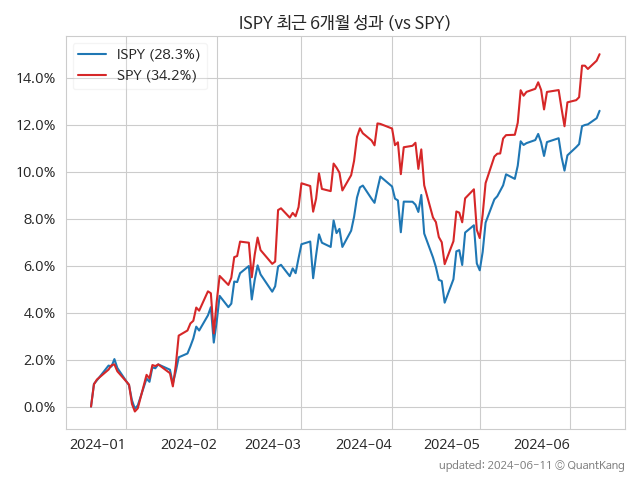 ISPY 최근 6개월 성과 (vs SPY)
ISPY (28.3%)
SPY (34.2%)
14.0%
12.0%
10.0%
8.0%
6.0%
4.0%
2.0%
0.0%
2024-01 2024-02 2024-03 2024-04 2024-05 2024-06
updated: 2024-06-11 © QuantKang